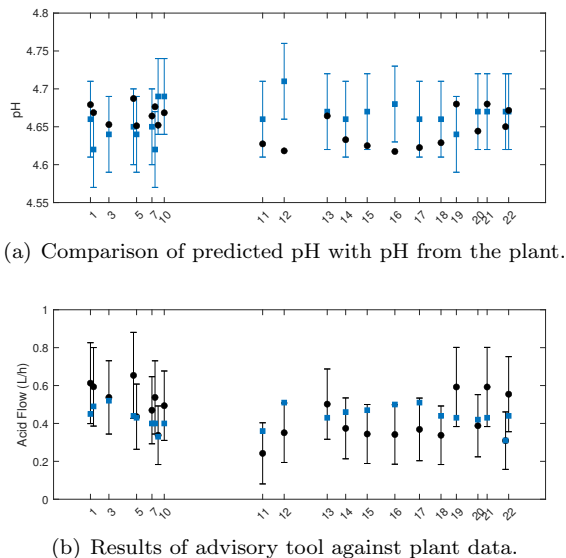 4.8
4.75
4.7
4.65
4.6
4.55
pH
1 3 5 7 10 11 12 13 14 15 16 17 18 19 20 21 22
(a) Comparison of predicted pH with pH from the plant.
1
0.8
0.6
0.4
0.2
0
Acid Flow (L/h)
1 3 5 7 10 11 12 13 14 15 16 17 18 19 20 21 22
(b) Results of advisory tool against plant data.